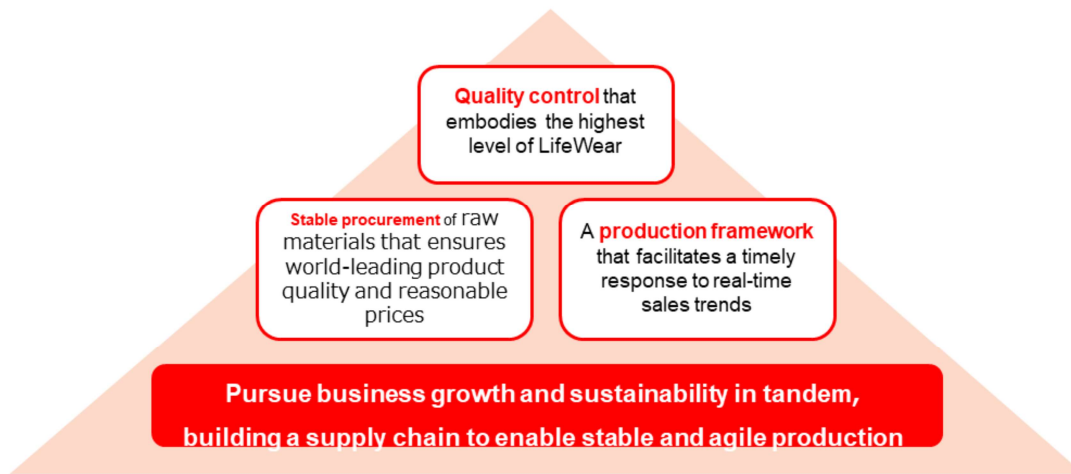 Quality control that
embodies the highest
level of LifeWear
Stable procurement of raw
materials that ensures
world-leading product
quality and reasonable
prices
A production framework
that facilitates a timely
response to real-time
sales trends
Pursue business growth and sustainability in tandem,
building a supply chain to enable stable and agile production